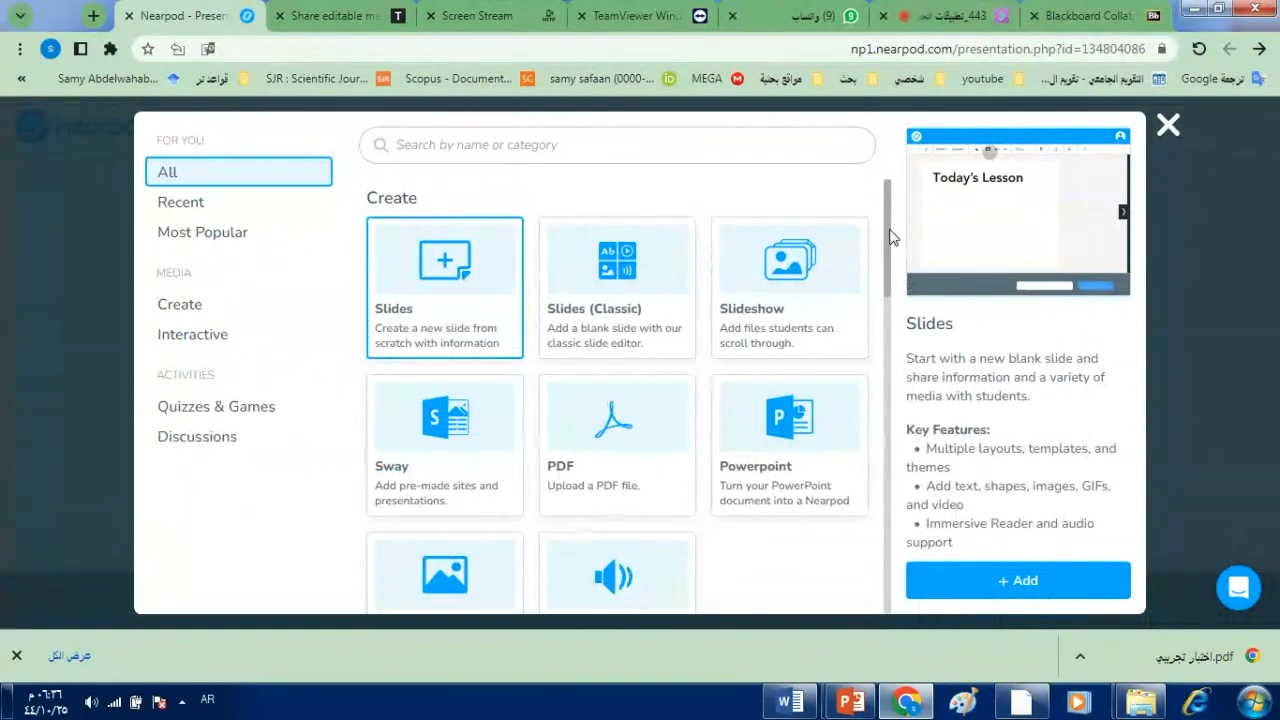 Nearpod - Presen
Share editable ma
Screen Stream
TeamViewer Wind
(9) واتساب
443_تطبيقات الحا
Blackboard Collab
np1.nearpod.com/presentation.php?id=134804086
Samy Abdelwahab...
قواعد تر
SJR : Scientific Jour...
Scopus - Document...
samy safaan (0000-...
MEGA
مواقع بحثية
بحث
شخصي
youtube
التقويم الجامعي - تقويم ال...
ترجمة Google
nearpod
FOR YOU
All
Recent
Most Popular
MEDIA
Create
Interactive
ACTIVITIES
Quizzes & Games
Discussions
Search by name or category
Create
Slides
Create a new slide from
scratch with information
Slides (Classic)
Add a blank slide with our
classic slide editor.
Slideshow
Add files students can
scroll through.
Sway
Add pre-made sites and
presentations.
PDF
Upload a PDF file.
Powerpoint
Turn your PowerPoint
document into a Nearpod
Today's Lesson
Slides
Start with a new blank slide and
share information and a variety of
media with students.
Key Features:
• Multiple layouts, templates, and
themes
• Add text, shapes, images, GIFs,
and video
• Immersive Reader and audio
support
+ Add
عرض الكل
اختبار تجريبي.pdf
AR
٠٦:٣٦ م
٤٤/١٠/٢٥